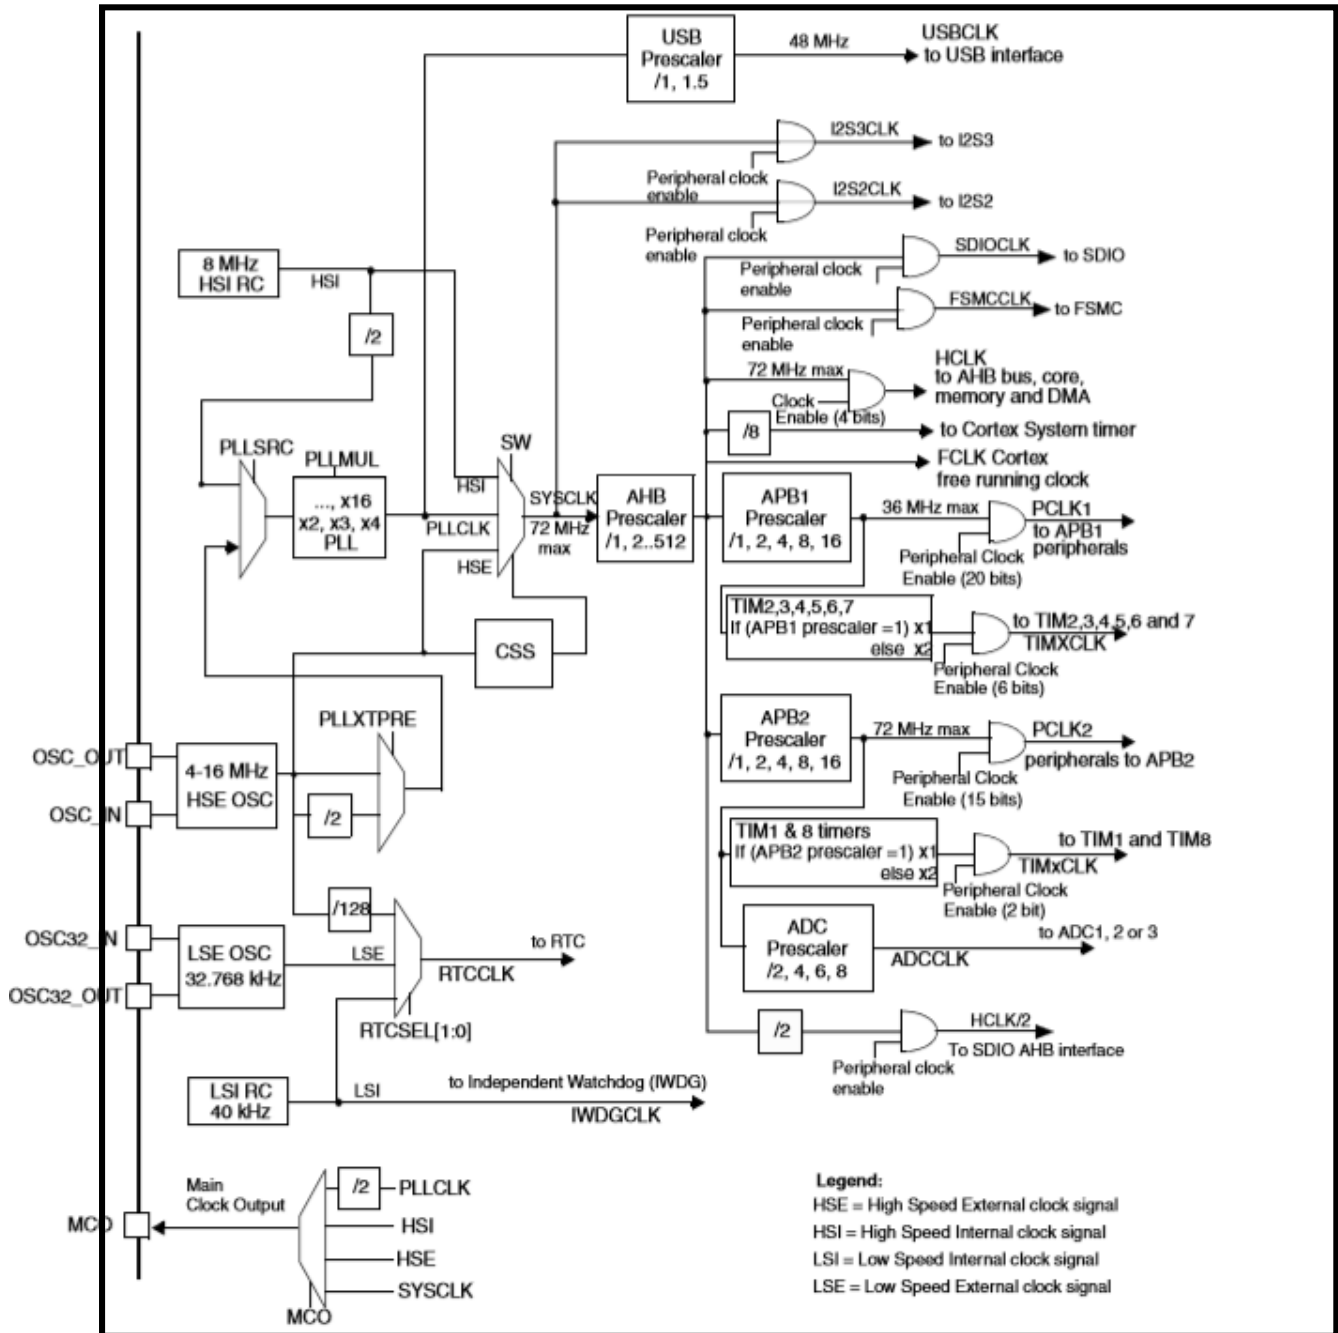 USB
Prescaler
/1, 1.5
48 MHz
USBCLK
to USB interface
I2S3CLK
to I2S3
Peripheral clock
enable
I2S2CLK
to I2S2
Peripheral clock
enable
8 MHz
HSI RC
HSI
/2
SDIOCLK
to SDIO
Peripheral clock
enable
FSMCCLK
to FSMC
Peripheral clock
enable
72 MHz max
HCLK
to AHB bus, core,
memory and DMA
Clock
Enable (4 bits)
/8
to Cortex System timer
FCLK Cortex
free running clock
PLLSRC
PLLMUL
..., x16
x2, x3, x4
PLL
SW
HSI
PLLCLK
HSE
SYSCLK
72 MHz
max
AHB
Prescaler
/1, 2..512
APB1
Prescaler
/1, 2, 4, 8, 16
36 MHz max
PCLK1
to APB1
peripherals
Peripheral Clock
Enable (20 bits)
CSS
TIM2,3,4,5,6,7
If (APB1 prescaler =1) x1
else x2
to TIM2,3,4,5,6 and 7
TIMXCLK
Peripheral Clock
Enable (6 bits)
PLLXTPRE
OSC_OUT
OSC_IN
4-16 MHz
HSE OSC
/2
APB2
Prescaler
/1, 2, 4, 8, 16
72 MHz max
PCLK2
peripherals to APB2
Peripheral Clock
Enable (15 bits)
TIM1 & 8 timers
If (APB2 prescaler =1) x1
else x2
to TIM1 and TIM8
TIMxCLK
Peripheral Clock
Enable (2 bit)
/128
OSC32_IN
OSC32_OUT
LSE OSC
32.768 kHz
LSE
to RTC
RTCCLK
RTCSEL[1:0]
ADC
Prescaler
/2, 4, 6, 8
to ADC1, 2 or 3
ADCCLK
/2
HCLK/2
To SDIO AHB interface
Peripheral clock
enable
LSI RC
40 kHz
LSI
to Independent Watchdog (IWDG)
IWDGCLK
MCO
Main
Clock Output
/2
PLLCLK
HSI
HSE
SYSCLK
MCO
Legend:
HSE = High Speed External clock signal
HSI = High Speed Internal clock signal
LSI = Low Speed Internal clock signal
LSE = Low Speed External clock signal